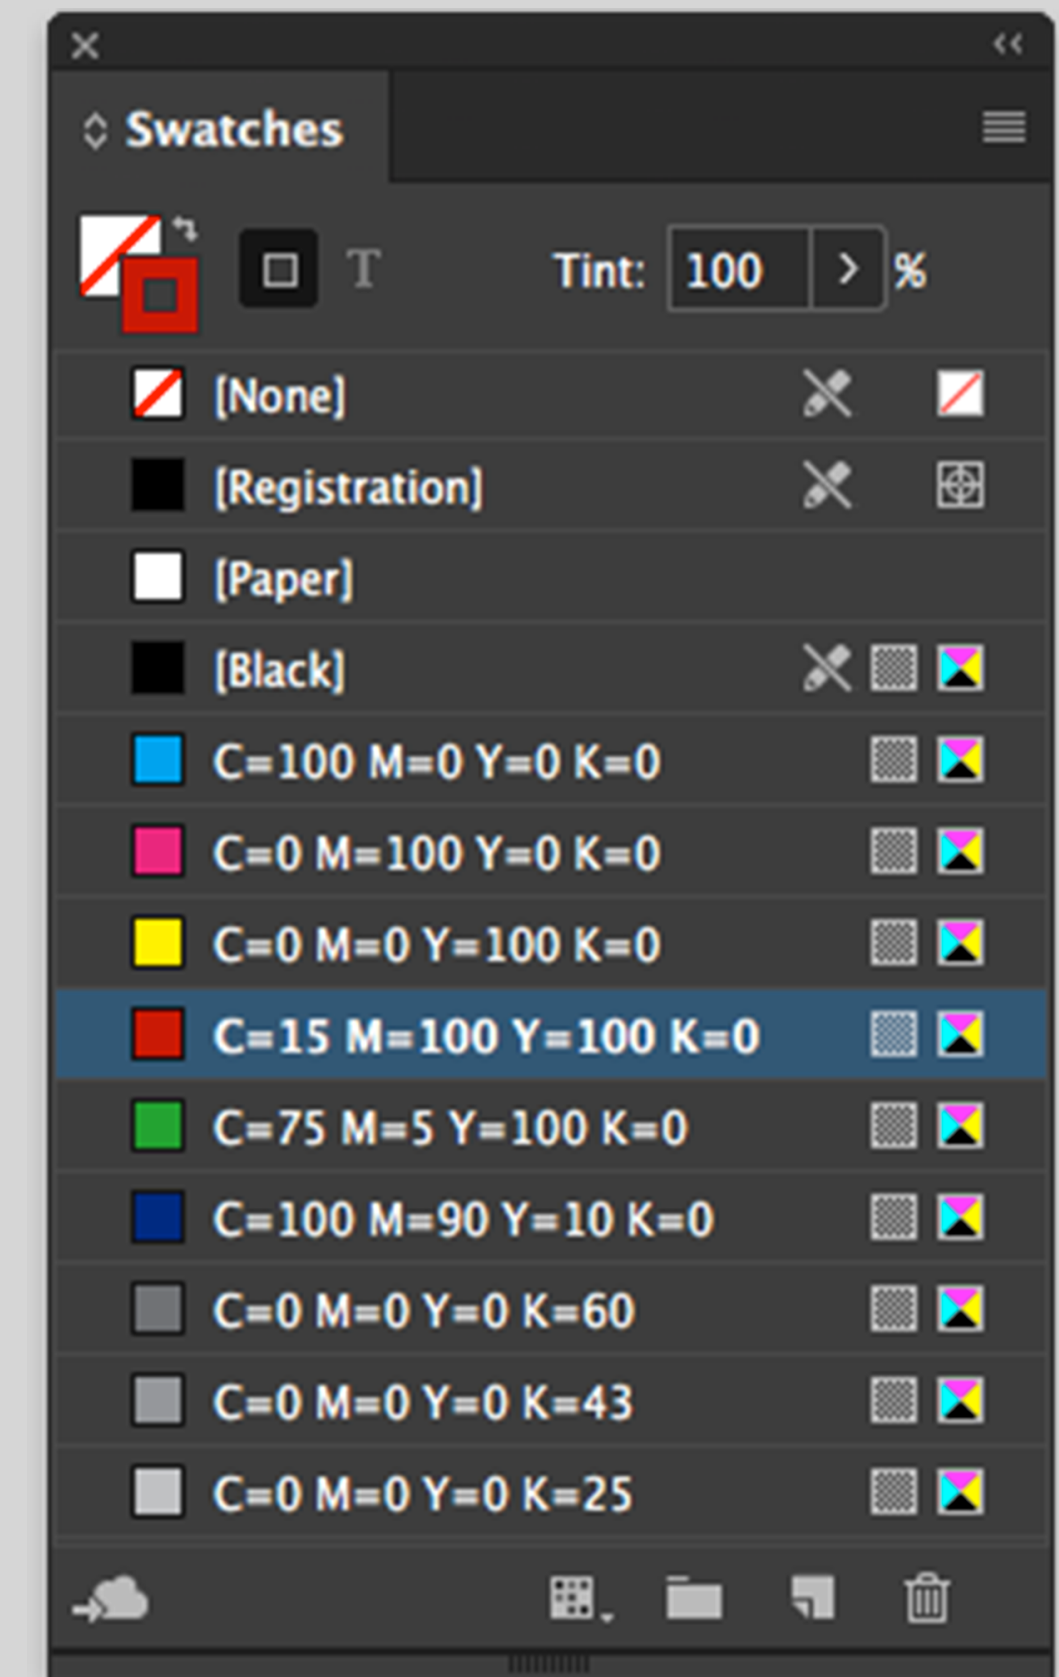 Swatches
T Tint: 100 %
[None]
[Registration]
[Paper]
[Black]
C=100 M=0 Y=0 K=0
C=0 M=100 Y=0 K=0
C=0 M=0 Y=100 K=0
C=15 M=100 Y=100 K=0
C=75 M=5 Y=100 K=0
C=100 M=90 Y=10 K=0
C=0 M=0 Y=0 K=60
C=0 M=0 Y=0 K=43
C=0 M=0 Y=0 K=25